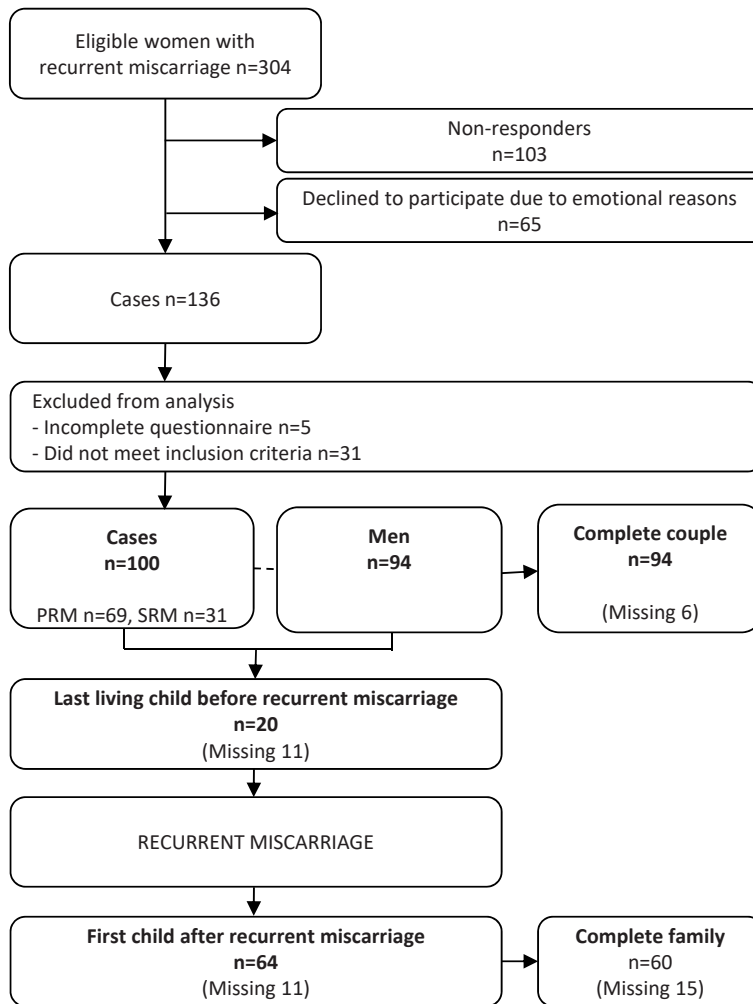 Eligible women with
recurrent miscarriage n=304
Non-responders
n=103
Declined to participate due to emotional reasons
n=65
Cases n=136
Excluded from analysis
- Incomplete questionnaire n=5
- Did not meet inclusion criteria n=31
Cases
n=100
PRM n=69, SRM n=31
Men
n=94
Complete couple
n=94
(Missing 6)
Last living child before recurrent miscarriage
n=20
(Missing 11)
RECURRENT MISCARRIAGE
First child after recurrent miscarriage
n=64
(Missing 11)
Complete family
n=60
(Missing 15)